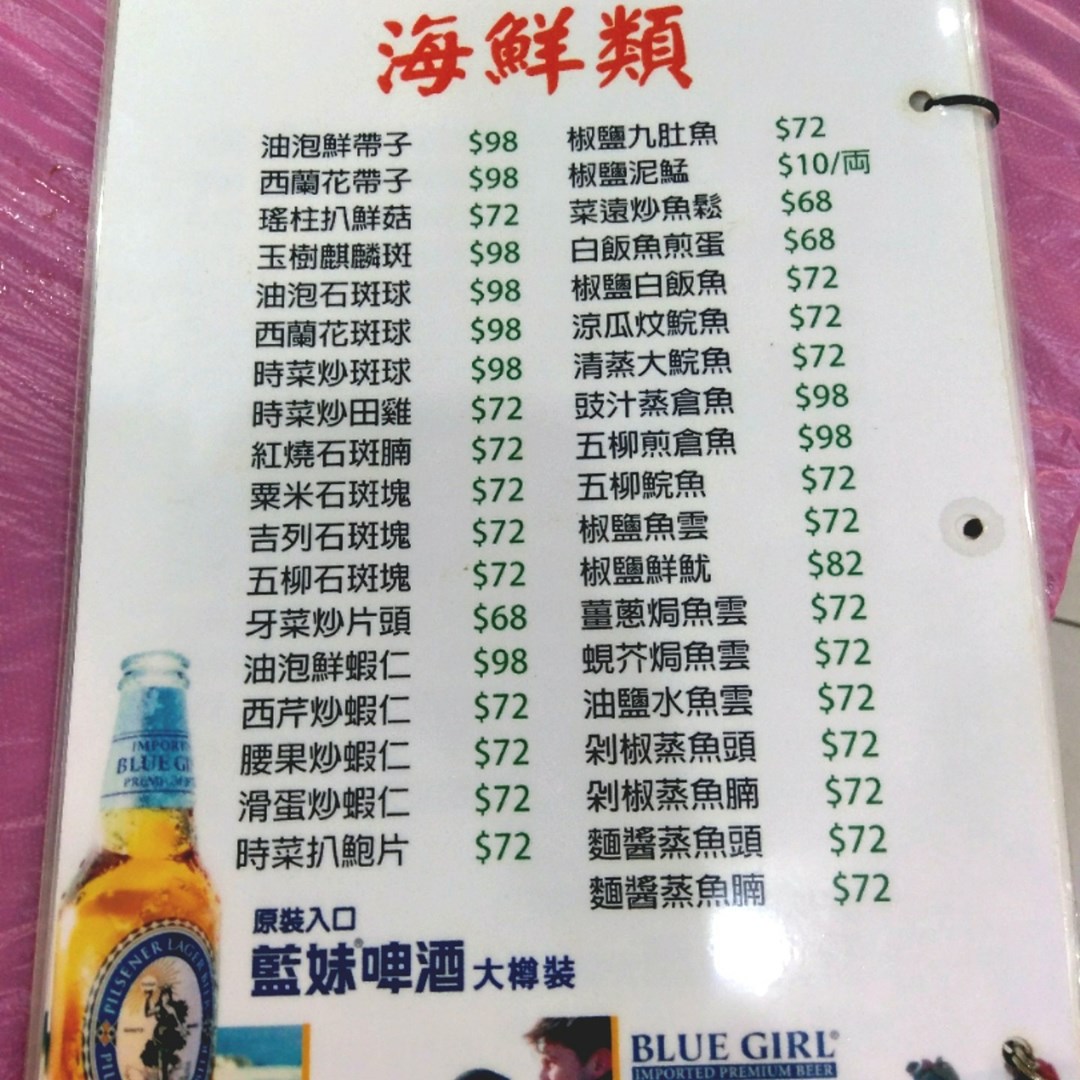 海鮮類
油泡鮮帶子 $98
西蘭花帶子 $98
瑤柱扒鮮菇 $72
玉樹麒麟斑 $98
油泡石斑球 $98
西蘭花斑球 $98
時菜炒斑球 $98
時菜炒田雞 $72
紅燒石斑腩 $72
粟米石斑塊 $72
吉列石斑塊 $72
五柳石斑塊 $72
牙菜炒片頭 $68
油泡鮮蝦仁 $98
西芹炒蝦仁 $72
腰果炒蝦仁 $72
滑蛋炒蝦仁 $72
時菜扒鮑片 $72
椒鹽九肚魚 $72
椒鹽泥鯭 $10/両
菜遠炒魚鬆 $68
白飯魚煎蛋 $68
椒鹽白飯魚 $72
涼瓜炆鯇魚 $72
清蒸大鯇魚 $72
豉汁蒸倉魚 $98
五柳煎倉魚 $98
五柳鯇魚 $72
椒鹽魚雲 $72
椒鹽鮮魷 $82
薑蔥焗魚雲 $72
蜆芥焗魚雲 $72
油鹽水魚雲 $72
剁椒蒸魚頭 $72
剁椒蒸魚腩 $72
麵醬蒸魚頭 $72
麵醬蒸魚腩 $72
原裝入口
藍妹®啤酒 大樽裝
BLUE GIRL®
IMPORTED PREMIUM BEER
BLUE
PILSENER LAGER